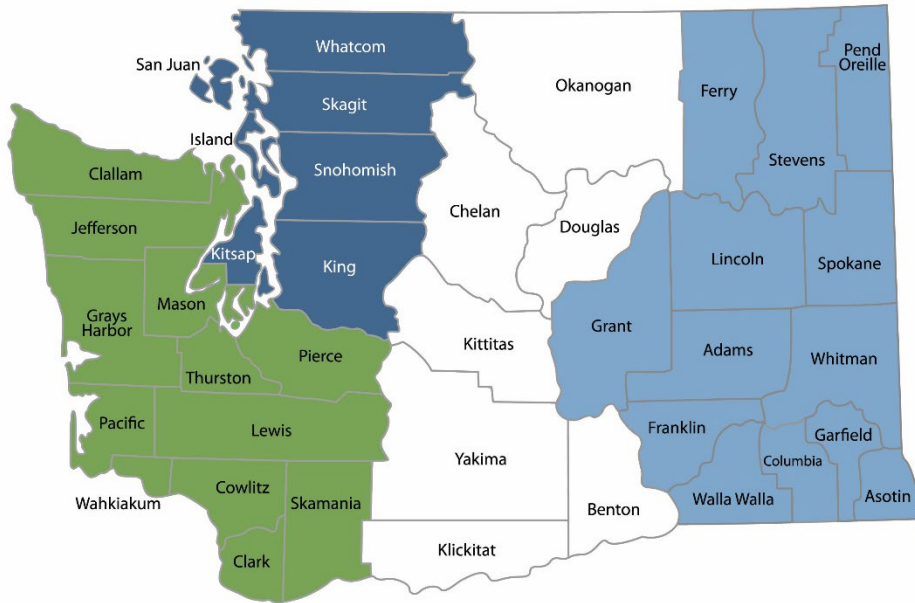 Whatcom
San Juan
Pend
Oreille
Okanogan
Ferry
Skagit
Island
Stevens
Snohomish
Clallam
Chelan
Douglas
Jefferson
Kitsap
King
Lincoln
Spokane
Mason
Grays
Harbor
Grant
Kittitas
Adams
Pierce
Whitman
Thurston
Pacific
Lewis
Franklin
Garfield
Yakima
Columbia
Wahkiakum
Cowlitz
Skamania
Walla Walla
Asotin
Benton
Klickitat
Clark